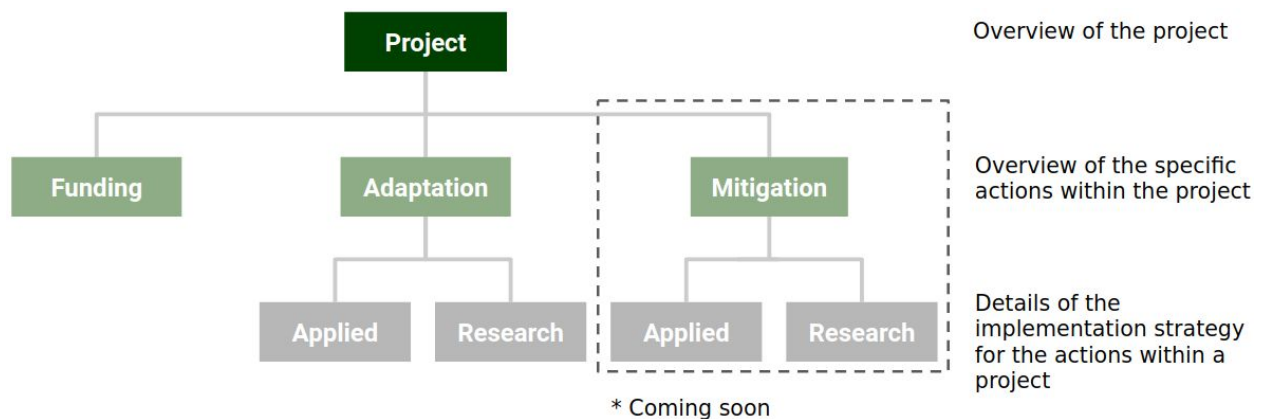 Project
Overview of the project
Funding
Adaptation
Mitigation
Overview of the specific
actions within the project
Applied
Research
Applied
Research
Details of the
implementation strategy
for the actions within a
project
* Coming soon